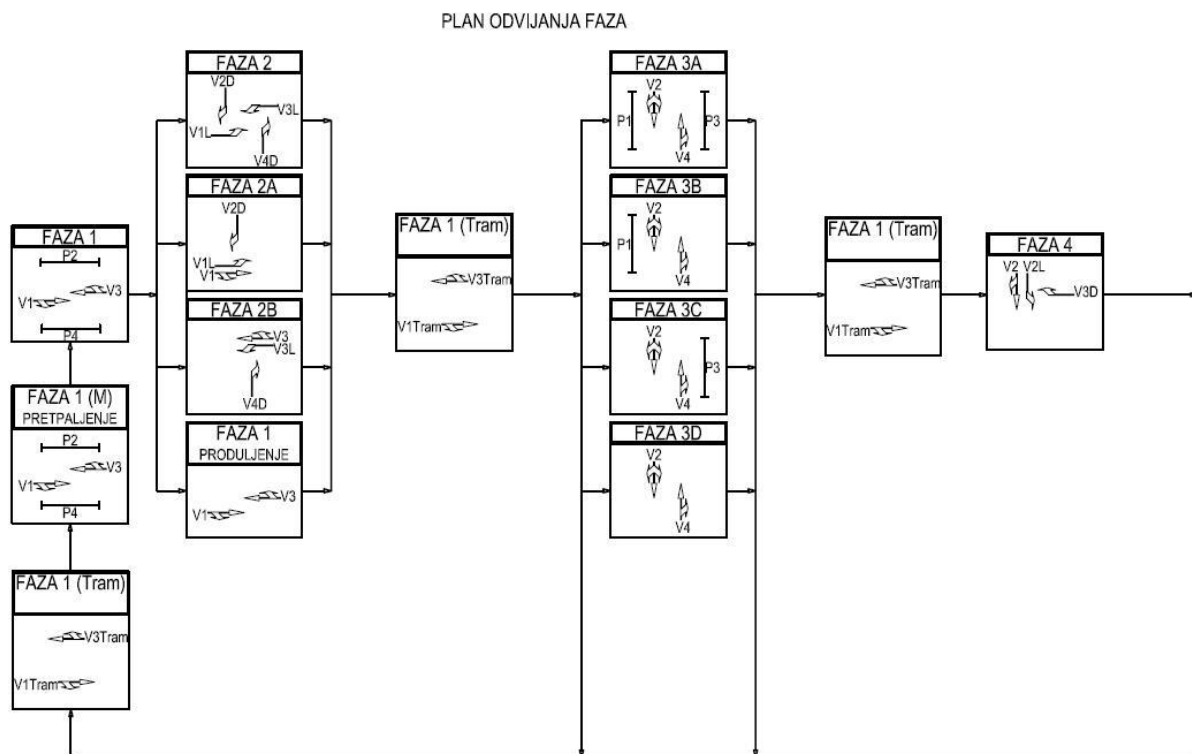 PLAN ODVIJANJA FAZA
FAZA 1
P2
V3
V1
P4
FAZA 1 (M)
PRETPALJENJE
P2
V3
V1
P4
FAZA 1 (Tram)
V3Tram
V1Tram
FAZA 2
V2D
V3L
V1L
V4D
FAZA 2A
V2D
V1L
V1
FAZA 2B
V3
V3L
V4D
FAZA 1
PRODULJENJE
V3
V1
FAZA 1 (Tram)
V3Tram
V1Tram
FAZA 3A
V2
P1
P3
V4
FAZA 3B
V2
P1
V4
FAZA 3C
V2
P3
V4
FAZA 3D
V2
V4
FAZA 1 (Tram)
V3Tram
V1Tram
FAZA 4
V2 V2L
V3D